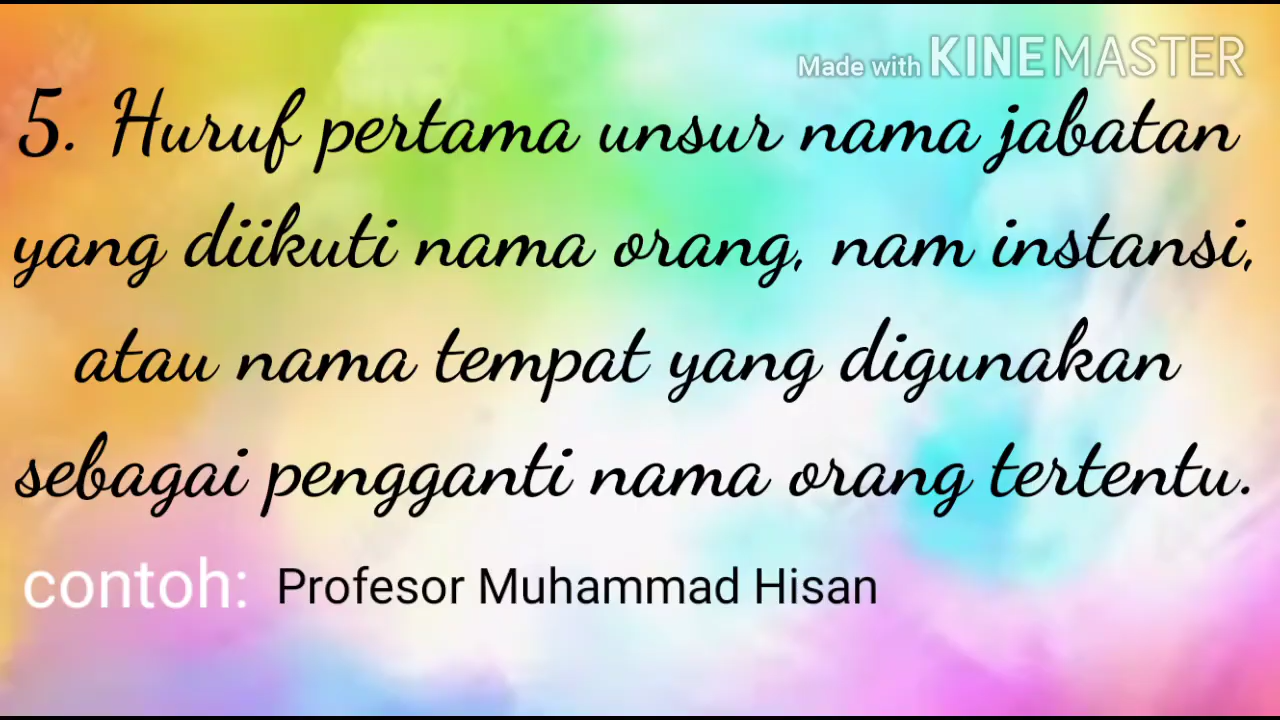 Made with KINEMASTER
5. Huruf pertama unsur nama jabatan
yang diikuti nama orang, nam instansi,
atau nama tempat yang digunakan
sebagai pengganti nama orang tertentu.
contoh: Profesor Muhammad Hisan